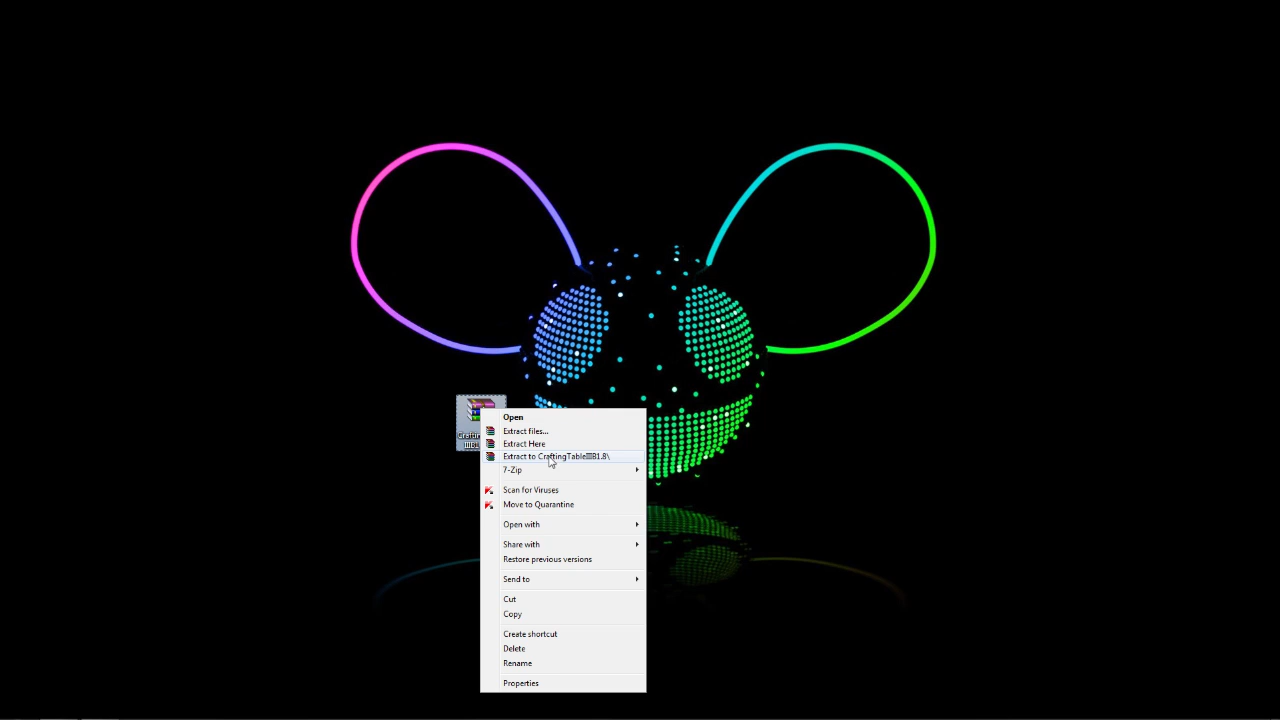 Open
Extract files...
Extract Here
Extract to CraftingTableIIIB1.8\
7-Zip
Scan for Viruses
Move to Quarantine
Open with
Share with
Restore previous versions
Send to
Cut
Copy
Create shortcut
Delete
Rename
Properties